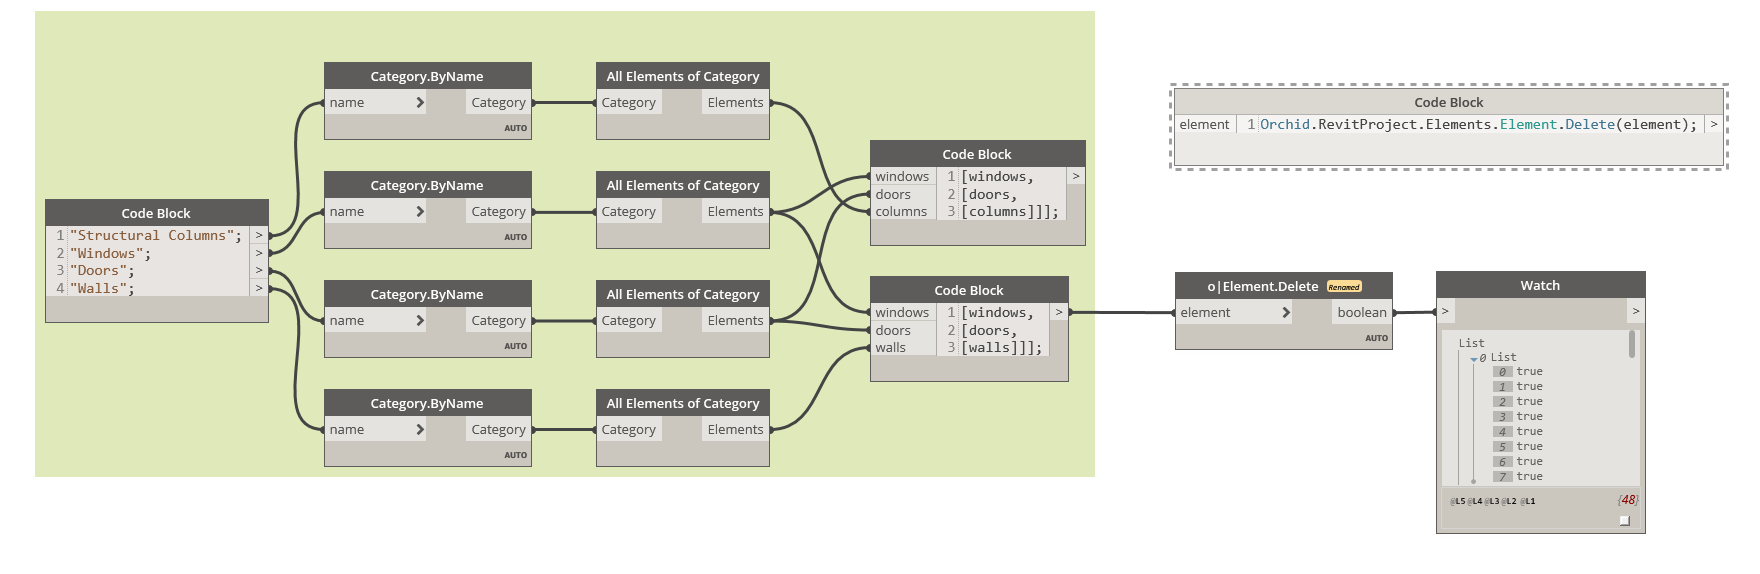 Code Block
1 "Structural Columns"; >
2 "Windows"; >
3 "Doors"; >
4 "Walls"; >
Category.ByName
name > Category
AUTO
All Elements of Category
Category Elements
Category.ByName
name > Category
AUTO
All Elements of Category
Category Elements
Category.ByName
name > Category
AUTO
All Elements of Category
Category Elements
Category.ByName
name > Category
AUTO
All Elements of Category
Category Elements
Code Block
windows 1 [windows, >
doors 2 [doors,
columns 3 [columns]]];
Code Block
windows 1 [windows, >
doors 2 [doors,
walls 3 [walls]]];
Code Block
element 1 Orchid.RevitProject.Elements.Element.Delete(element); >
o|Element.Delete Renamed
element > boolean
AUTO
Watch
> >
List
0 List
0 true
1 true
2 true
3 true
4 true
5 true
6 true
7 true
@L5 @L4 @L3 @L2 @L1 {48}